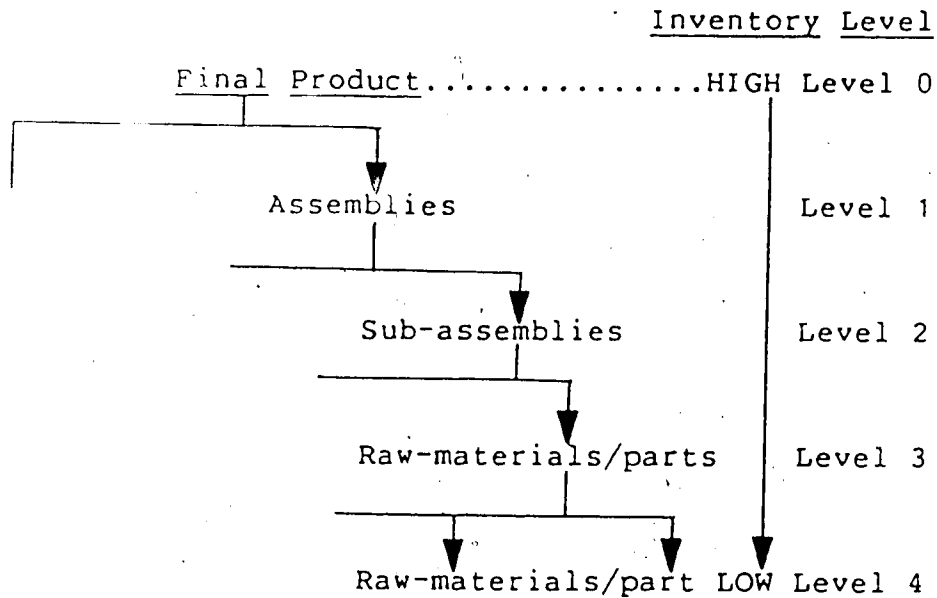 Inventory Level
Final Product...............HIGH Level 0
Assemblies Level 1
Sub-assemblies Level 2
Raw-materials/parts Level 3
Raw-materials/part LOW Level 4